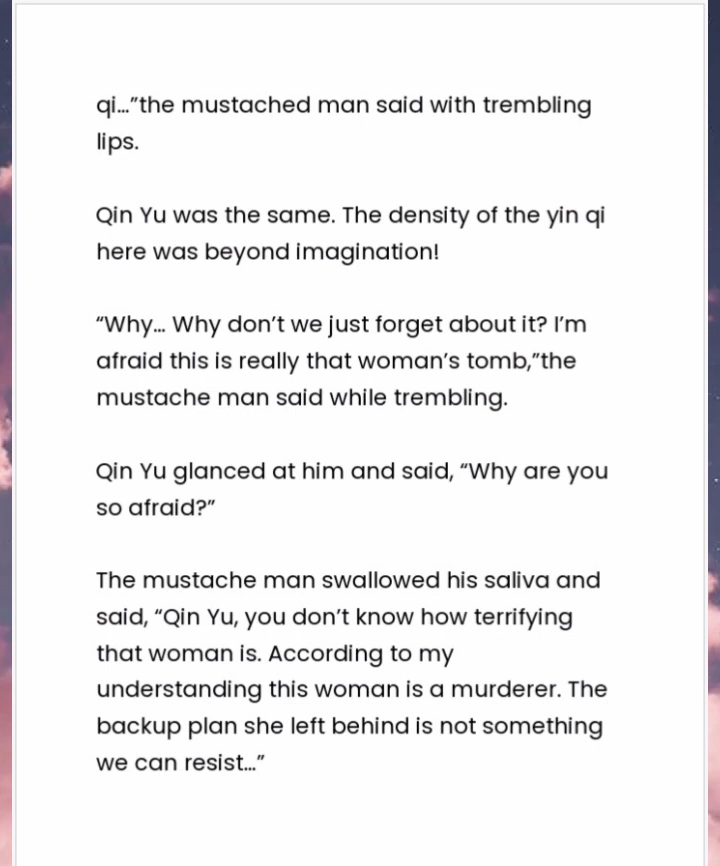 qi…”the mustached man said with trembling
lips.
Qin Yu was the same. The density of the yin qi
here was beyond imagination!
“Why… Why don’t we just forget about it? I’m
afraid this is really that woman’s tomb,”the
mustache man said while trembling.
Qin Yu glanced at him and said, “Why are you
so afraid?”
The mustache man swallowed his saliva and
said, “Qin Yu, you don’t know how terrifying
that woman is. According to my
understanding this woman is a murderer. The
backup plan she left behind is not something
we can resist…”